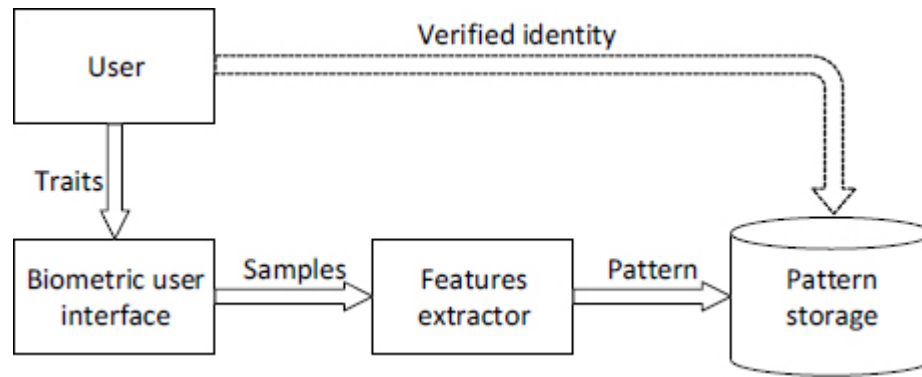 User
Verified identity
Traits
Biometric user
interface
Samples
Features
extractor
Pattern
Pattern
storage